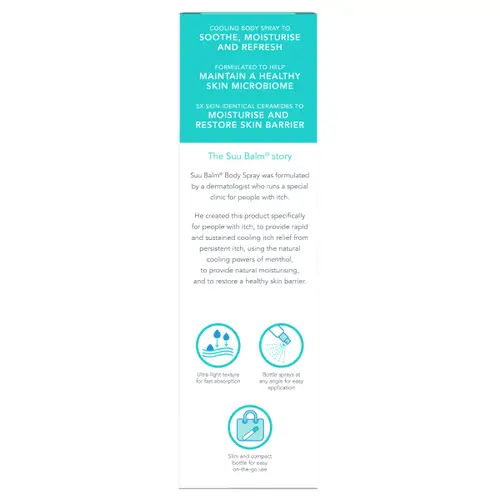 COOLING BODY SPRAY TO
SOOTHE, MOISTURISE
AND REFRESH
FORMULATED TO HELP
MAINTAIN A HEALTHY
SKIN MICROBIOME
5X SKIN-IDENTICAL CERAMIDES TO
MOISTURISE AND
RESTORE SKIN BARRIER
The Suu Balm® story
Suu Balm® Body Spray was formulated
by a dermatologist who runs a special
clinic for people with itch.
He created this product specifically
for people with itch, to provide rapid
and sustained cooling itch relief from
persistent itch, using the natural
cooling powers of menthol,
to provide natural moisturising,
and to restore a healthy skin barrier.
Ultra-light texture
for fast absorption
Bottle sprays at
any angle for easy
application
Slim and compact
bottle for easy
on-the-go use